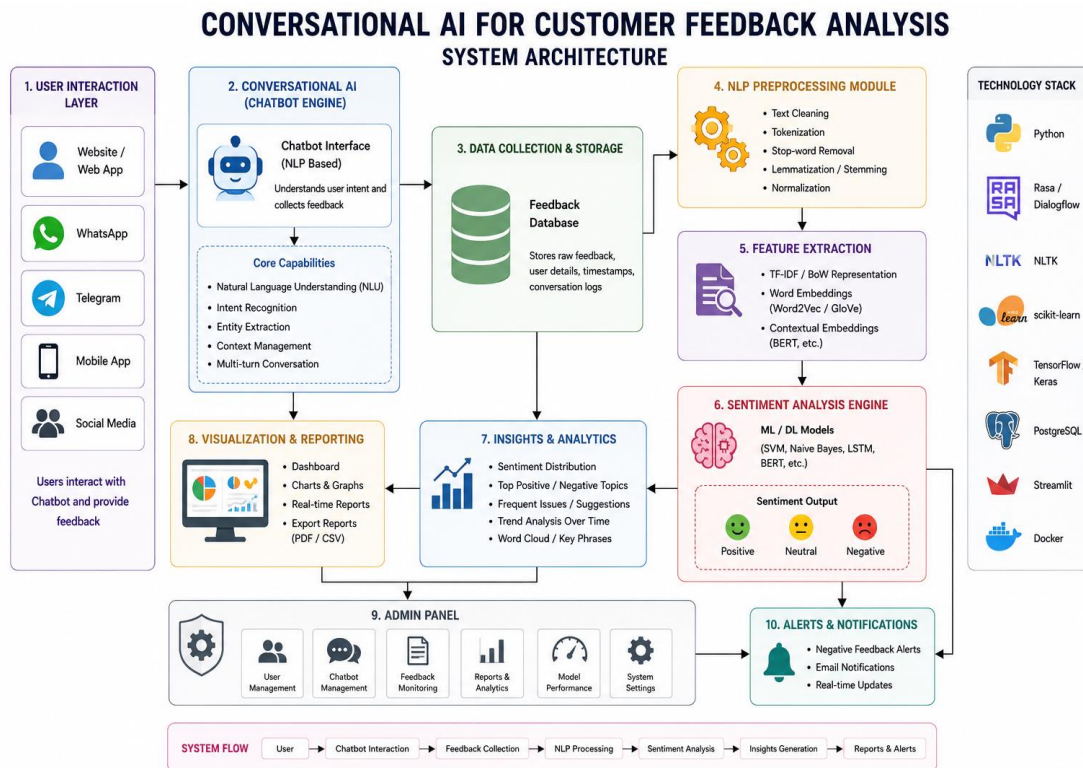 CONVERSATIONAL AI FOR CUSTOMER FEEDBACK ANALYSIS
SYSTEM ARCHITECTURE
1. USER INTERACTION
LAYER
Website /
Web App
WhatsApp
Telegram
Mobile App
Social Media
Users interact with
Chatbot and provide
feedback
2. CONVERSATIONAL AI
(CHATBOT ENGINE)
Chatbot Interface
(NLP Based)
Understands user intent and
collects feedback
Core Capabilities
• Natural Language Understanding (NLU)
• Intent Recognition
• Entity Extraction
• Context Management
• Multi-turn Conversation
3. DATA COLLECTION & STORAGE
Feedback
Database
Stores raw feedback,
user details, timestamps,
conversation logs
4. NLP PREPROCESSING MODULE
• Text Cleaning
• Tokenization
• Stop-word Removal
• Lemmatization / Stemming
• Normalization
5. FEATURE EXTRACTION
• TF-IDF / BoW Representation
• Word Embeddings
(Word2Vec / GloVe)
• Contextual Embeddings
(BERT, etc.)
6. SENTIMENT ANALYSIS ENGINE
ML / DL Models
(SVM, Naive Bayes, LSTM,
BERT, etc.)
Sentiment Output
Positive
Neutral
Negative
7. INSIGHTS & ANALYTICS
• Sentiment Distribution
• Top Positive / Negative Topics
• Frequent Issues / Suggestions
• Trend Analysis Over Time
• Word Cloud / Key Phrases
8. VISUALIZATION & REPORTING
• Dashboard
• Charts & Graphs
• Real-time Reports
• Export Reports
(PDF / CSV)
9. ADMIN PANEL
User
Management
Chatbot
Management
Feedback
Monitoring
Reports &
Analytics
Model
Performance
System
Settings
10. ALERTS & NOTIFICATIONS
• Negative Feedback Alerts
• Email Notifications
• Real-time Updates
TECHNOLOGY STACK
Python
RA
SA
Rasa /
Dialogflow
NLTK
NLTK
learn
scikit-learn
TensorFlow
Keras
PostgreSQL
Streamlit
Docker
SYSTEM FLOW
User
Chatbot Interaction
Feedback Collection
NLP Processing
Sentiment Analysis
Insights Generation
Reports & Alerts